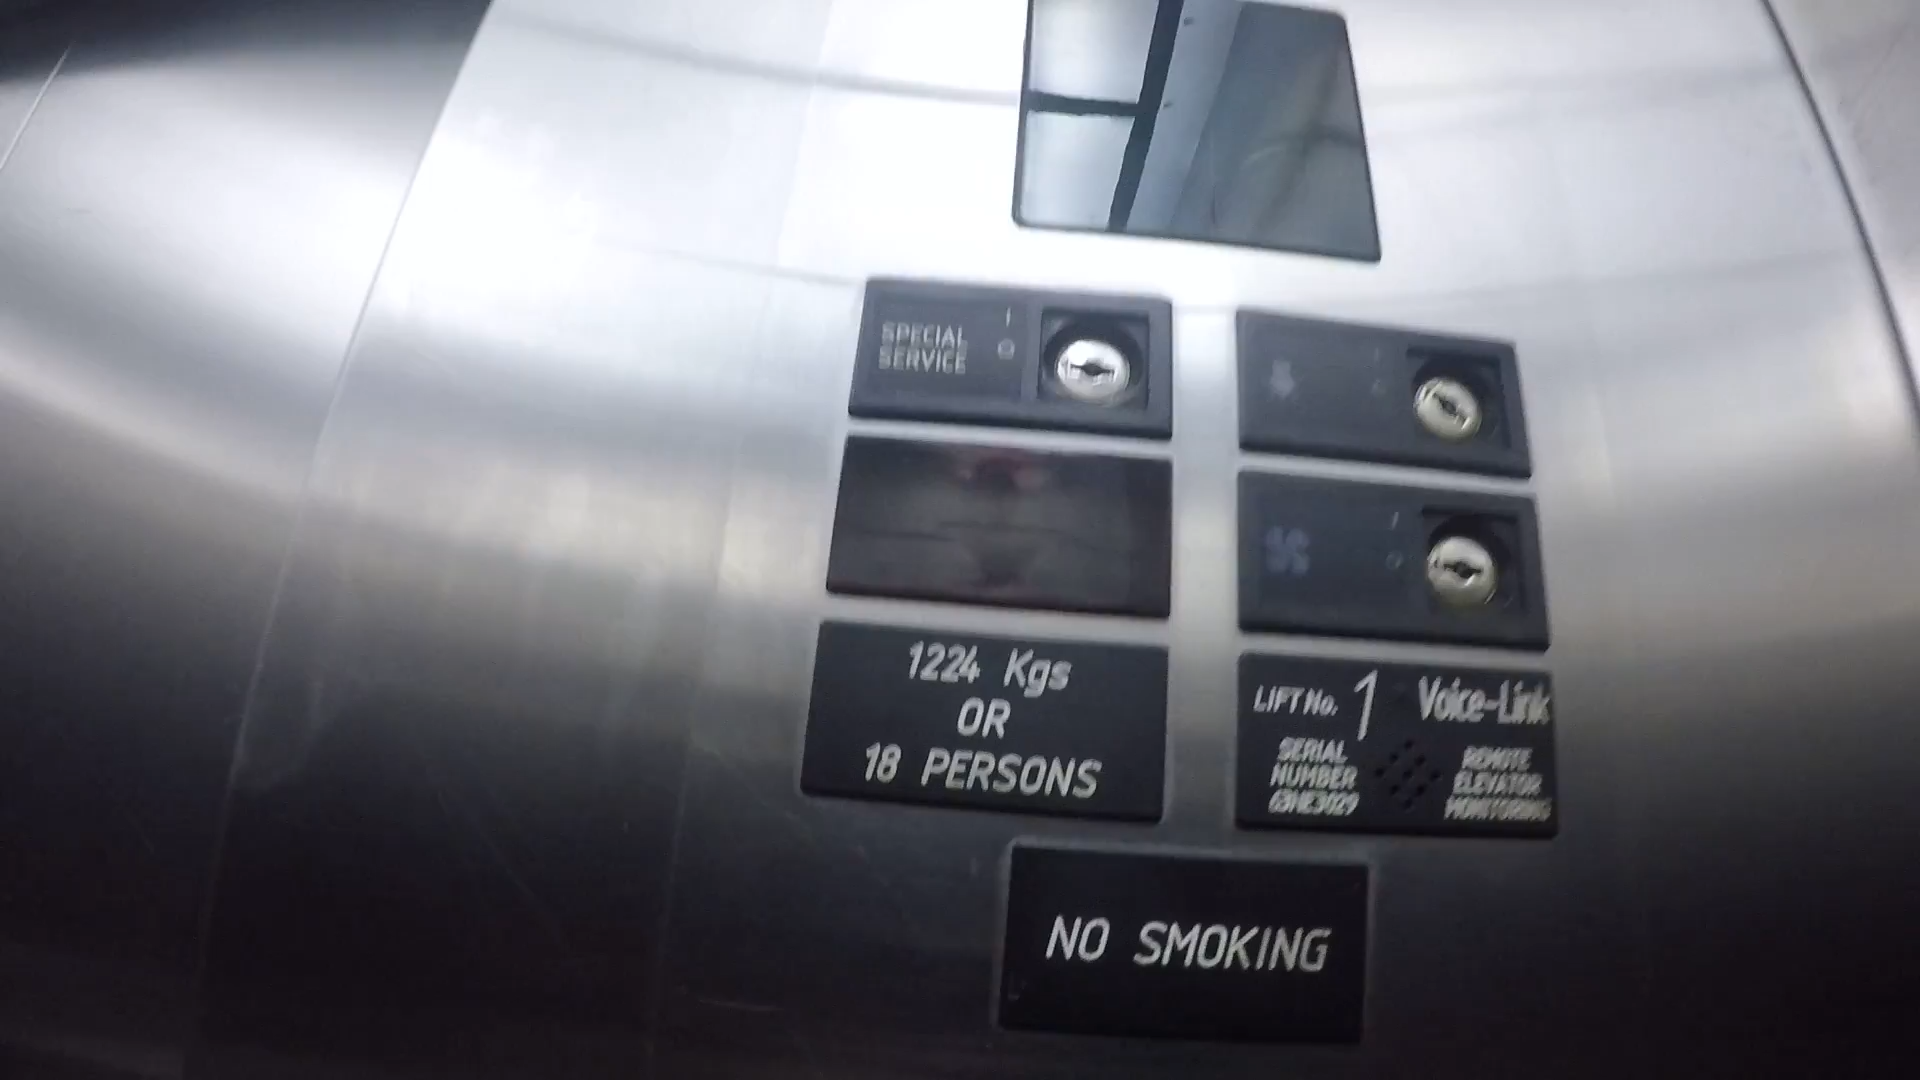 SPECIAL
SERVICE
I
O
1224 Kgs
OR
18 PERSONS
LIFT No. 1
SERIAL
NUMBER
63NE3029
Voice-Link
REMOTE
ELEVATOR
MONITORING
NO SMOKING